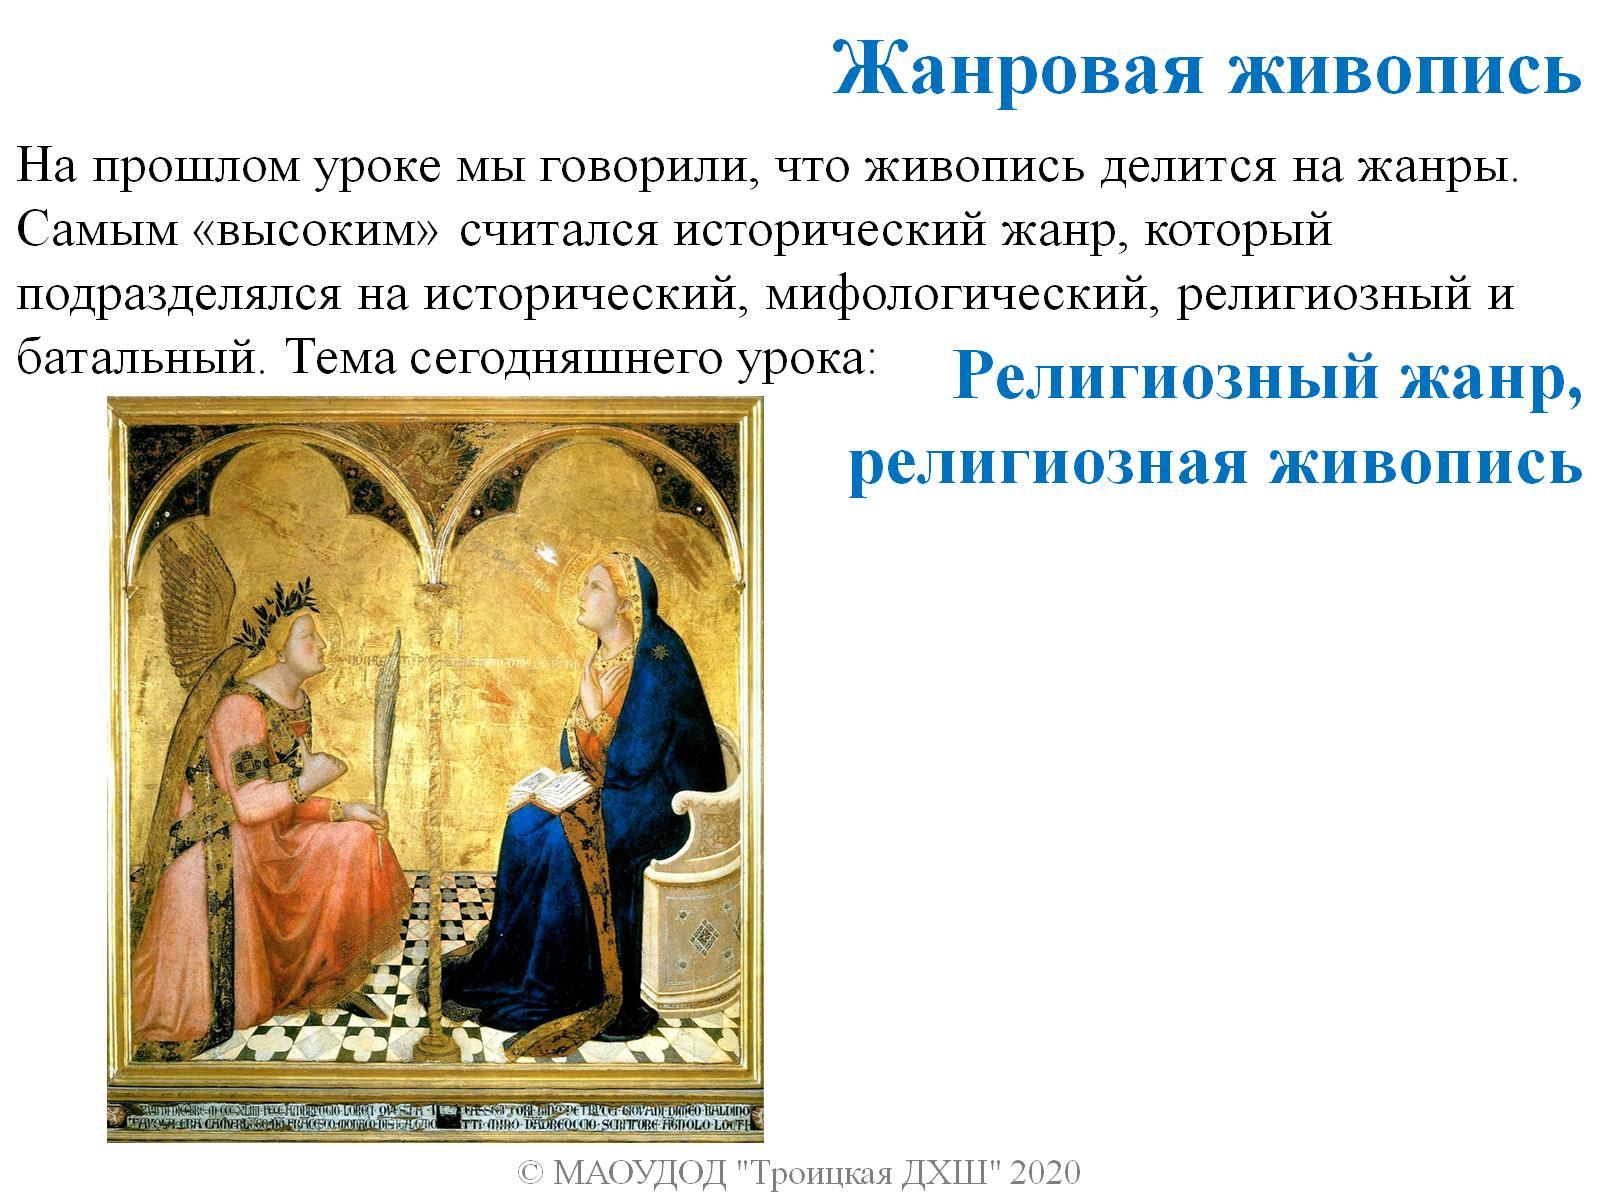 Жанровая живопись
На прошлом уроке мы говорили, что живопись делится на жанры.
Самым «высоким» считался исторический жанр, который
подразделялся на исторический, мифологический, религиозный и
батальный. Тема сегодняшнего урока:
Религиозный жанр,
религиозная живопись
© МАОУДОД "Троицкая ДХШ" 2020